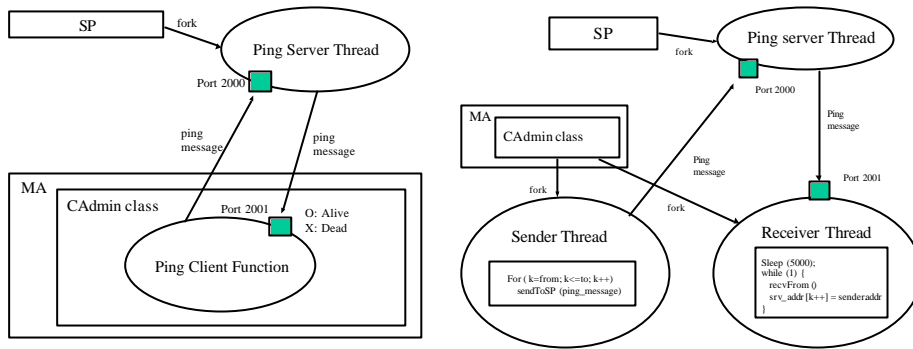 SP
fork
Ping Server Thread
Port 2000
ping
message
ping
message
MA
CAdmin class
Port 2001
O: Alive
X: Dead
Ping Client Function
SP
fork
Ping server Thread
Port 2000
MA
CAdmin class
Ping
message
Ping
message
fork
fork
Port 2001
Sender Thread
For ( k=from; k<=to; k++)
sendToSP (ping_message)
Receiver Thread
Sleep (5000);
while (1) {
recvFrom ()
srv_addr[k++] = senderaddr
}